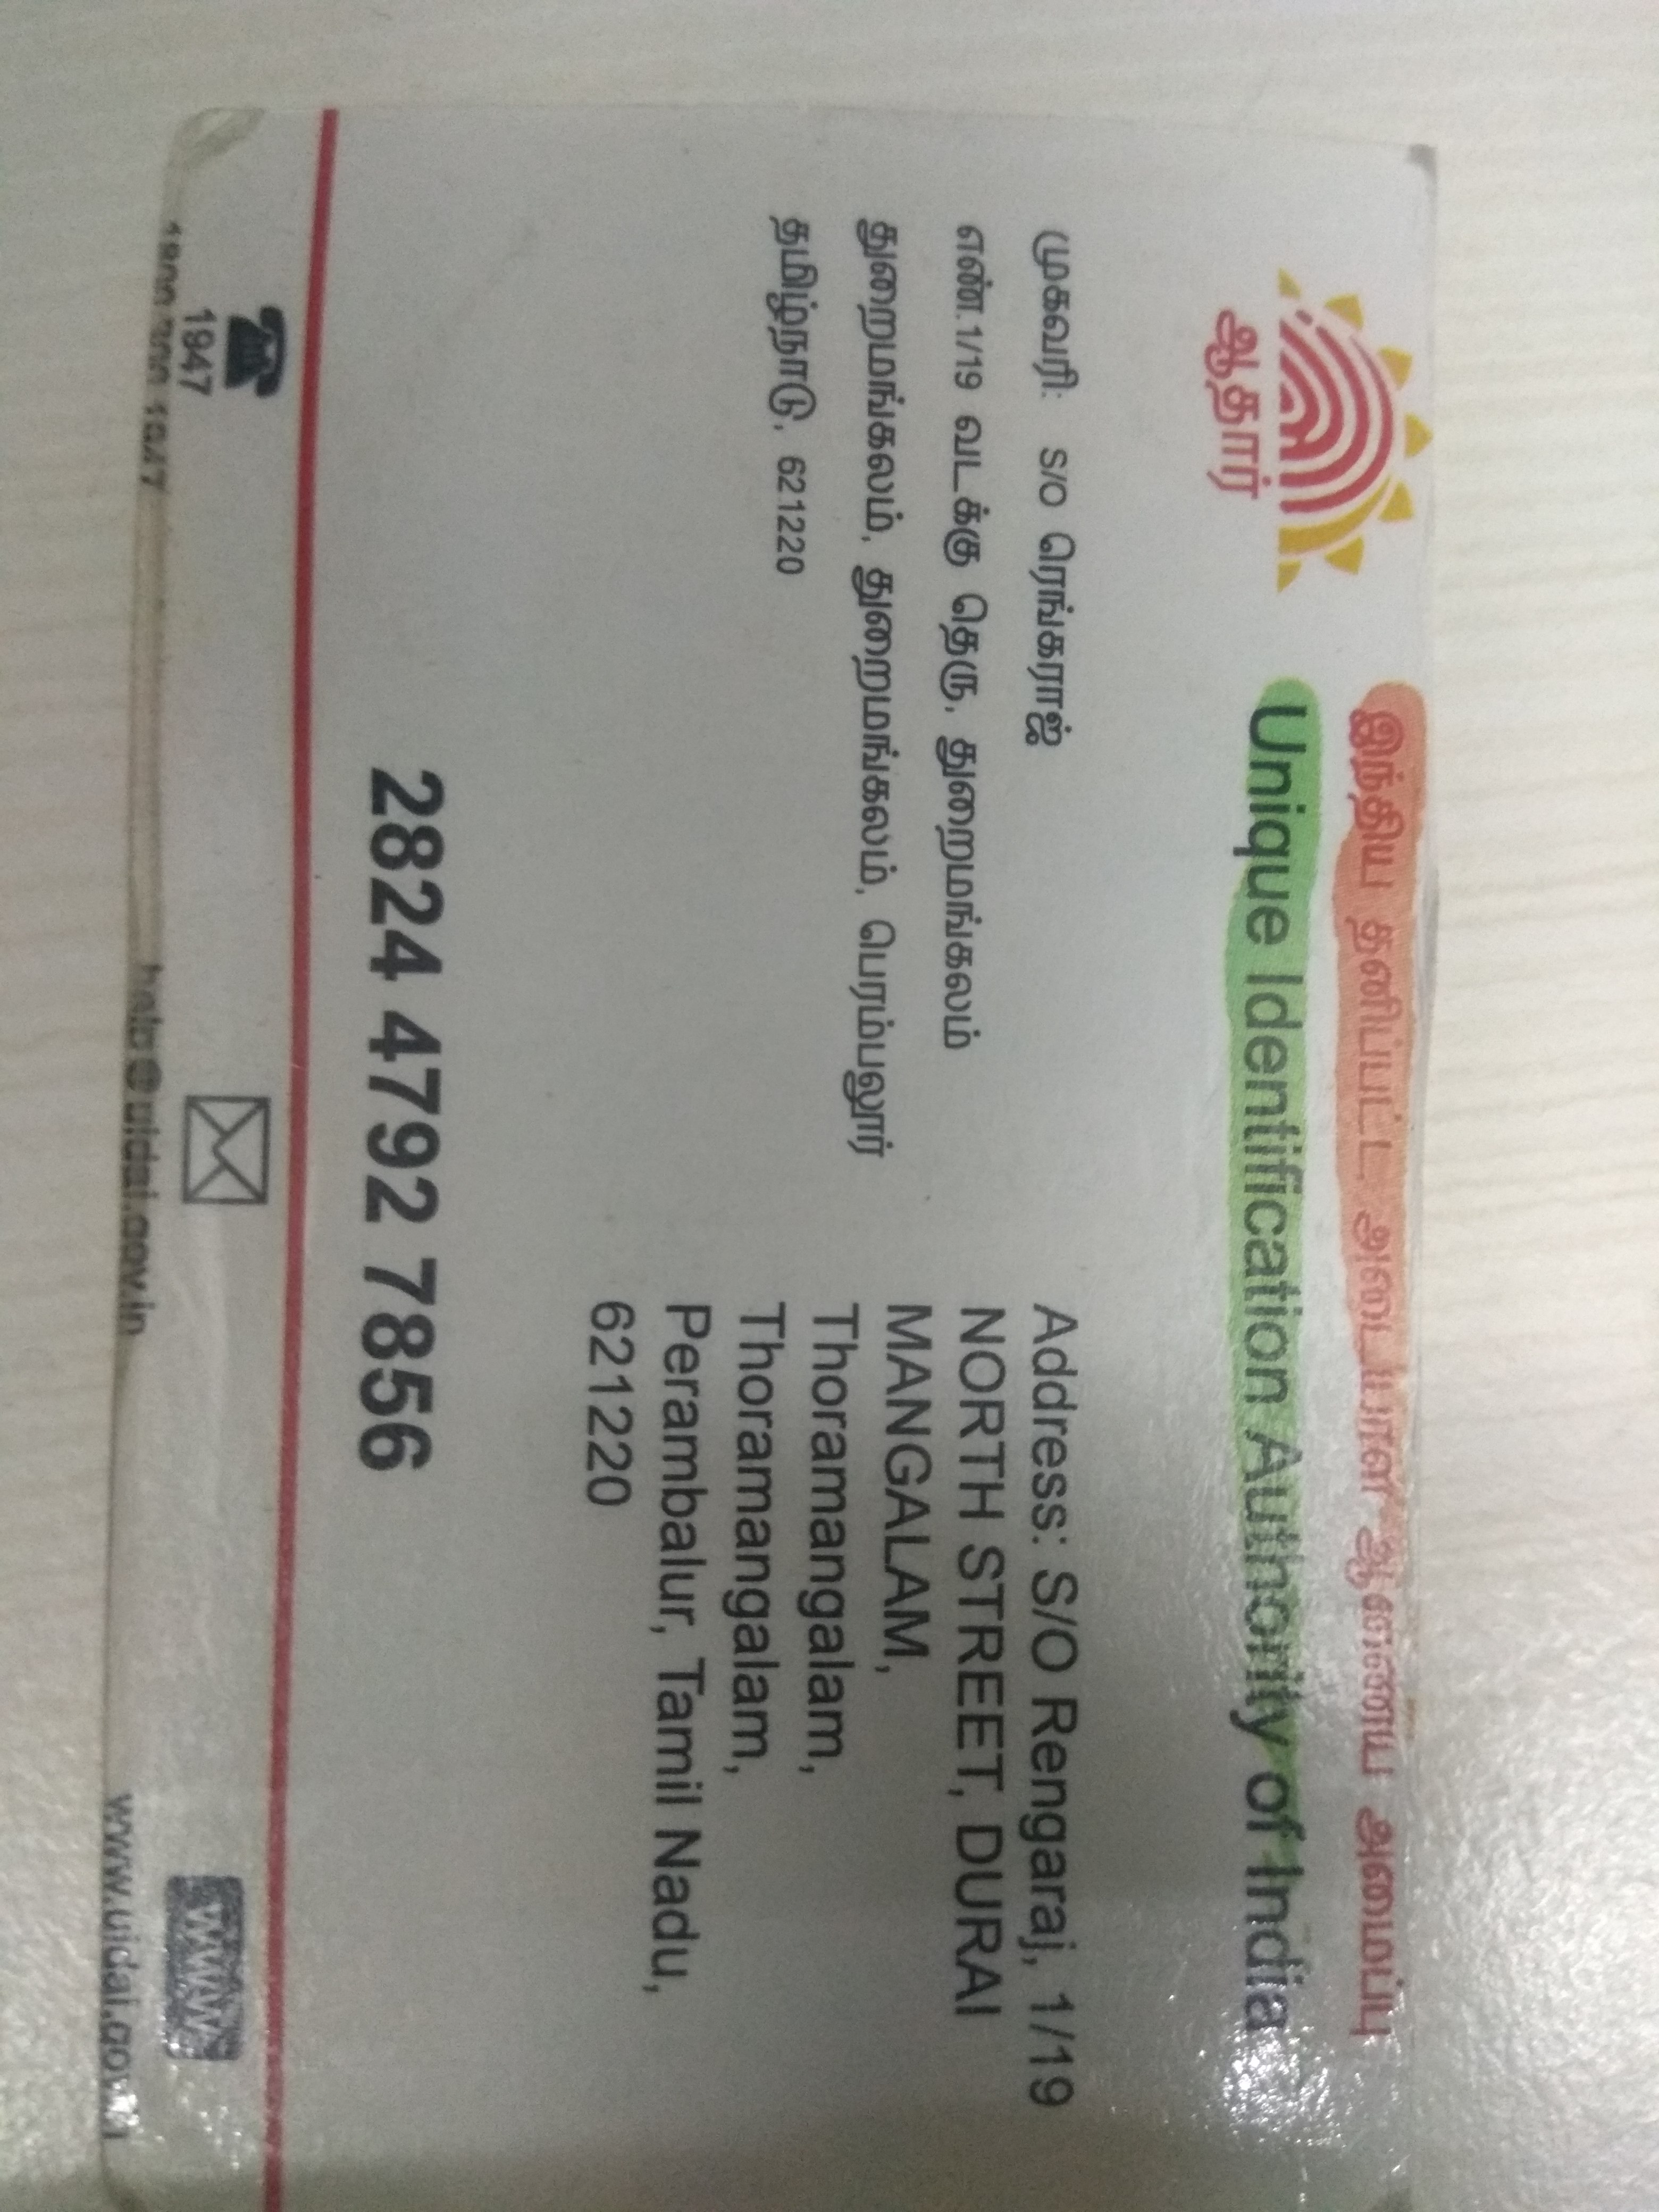 இந்திய தனிப்பட்ட அடையாள ஆணைய அமைப்பு
Unique Identification Authority of India
ஆதார்
முகவரி: S/O ரெங்கராஜ்
எண்.1/19 வடக்கு தெரு, துறைமங்கலம்
துறைமங்கலம், துறைமங்கலம், பெரம்பலூர்
தமிழ்நாடு, 621220
Address: S/O Rengaraj, 1/19
NORTH STREET, DURAI
MANGALAM,
Thoramangalam,
Thoramangalam,
Perambalur, Tamil Nadu,
621220
2824 4792 7856
1947
1947
help@uidai.gov.in
www
www.uidai.gov.